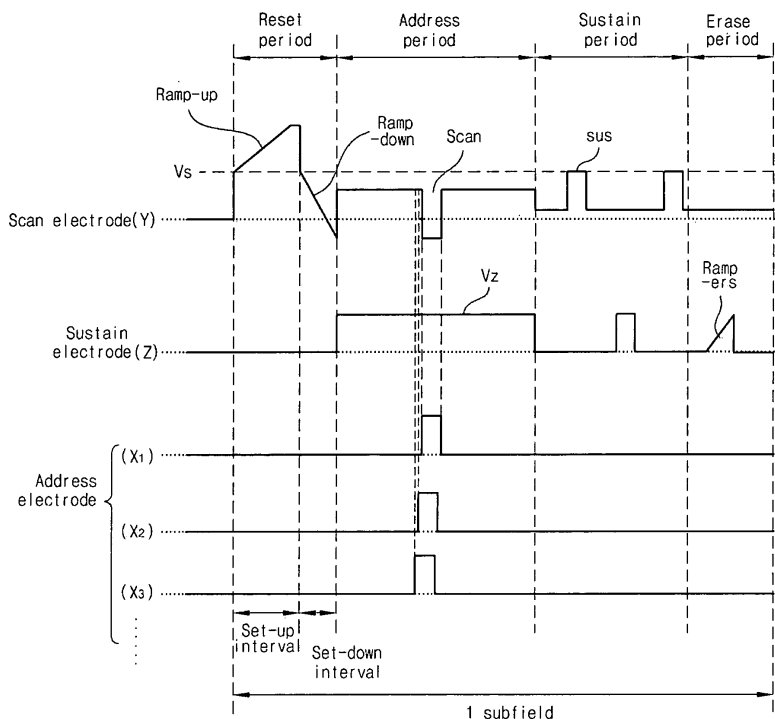 Reset
period
Address
period
Sustain
period
Erase
period
Ramp-up
Ramp
-down
Scan
sus
Vs
Scan electrode(Y)
Vz
Ramp
-ers
Sustain
electrode(Z)
(X1)
Address
electrode
(X2)
(X3)
Set-up
interval
Set-down
interval
1 subfield